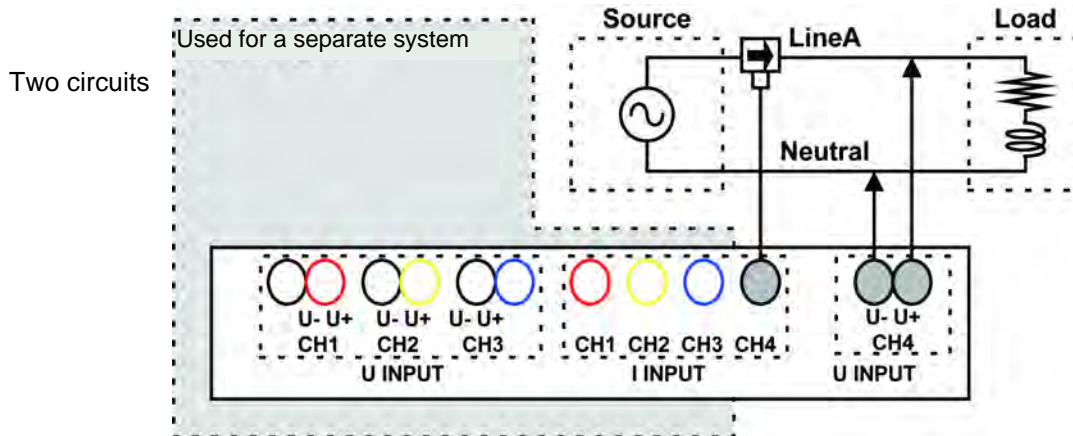 Source
Load
Used for a separate system
LineA
Two circuits
Neutral
U- U+ U- U+ U- U+ U- U+
CH1 CH2 CH3 CH1 CH2 CH3 CH4 CH4
U INPUT I INPUT U INPUT